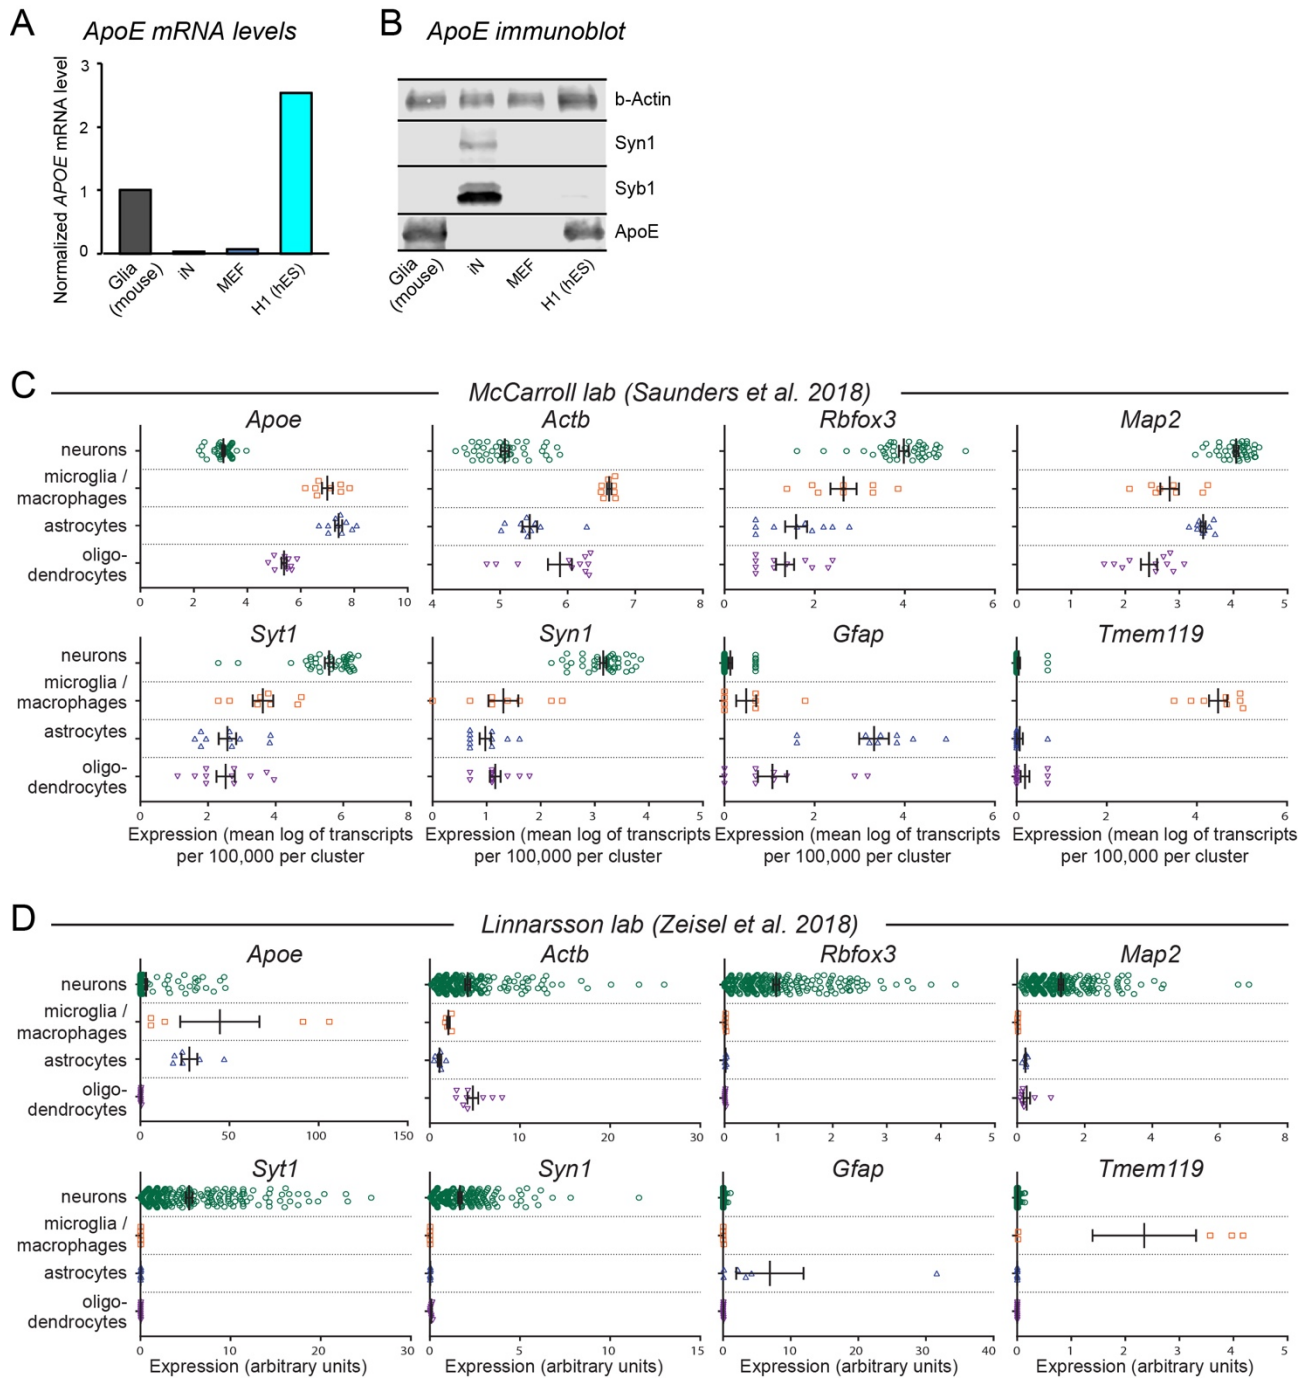 A
ApoE mRNA levels
Normalized APOE mRNA level
3
2
1
0
Glia
(mouse)
iN
MEF
H1 (hES)
B
ApoE immunoblot
b-Actin
Syn1
Syb1
ApoE
Glia
(mouse)
iN
MEF
H1 (hES)
C
McCarroll lab (Saunders et al. 2018)
Apoe
Actb
Rbfox3
Map2
neurons
microglia /
macrophages
astrocytes
oligo-
dendrocytes
0 2 4 6 8 10
4 5 6 7 8
0 2 4 6
0 1 2 3 4 5
Syt1
Syn1
Gfap
Tmem119
neurons
microglia /
macrophages
astrocytes
oligo-
dendrocytes
0 2 4 6 8
0 1 2 3 4 5
0 2 4 6
0 2 4 6
Expression (mean log of transcripts
per 100,000 per cluster
Expression (mean log of transcripts
per 100,000 per cluster
Expression (mean log of transcripts
per 100,000 per cluster
Expression (mean log of transcripts
per 100,000 per cluster
D
Linnarsson lab (Zeisel et al. 2018)
Apoe
Actb
Rbfox3
Map2
neurons
microglia /
macrophages
astrocytes
oligo-
dendrocytes
0 50 100 150
0 10 20 30
0 1 2 3 4 5
0 2 4 6 8
Syt1
Syn1
Gfap
Tmem119
neurons
microglia /
macrophages
astrocytes
oligo-
dendrocytes
0 10 20 30
0 5 10 15
0 10 20 30 40
0 1 2 3 4 5
Expression (arbitrary units)
Expression (arbitrary units)
Expression (arbitrary units)
Expression (arbitrary units)